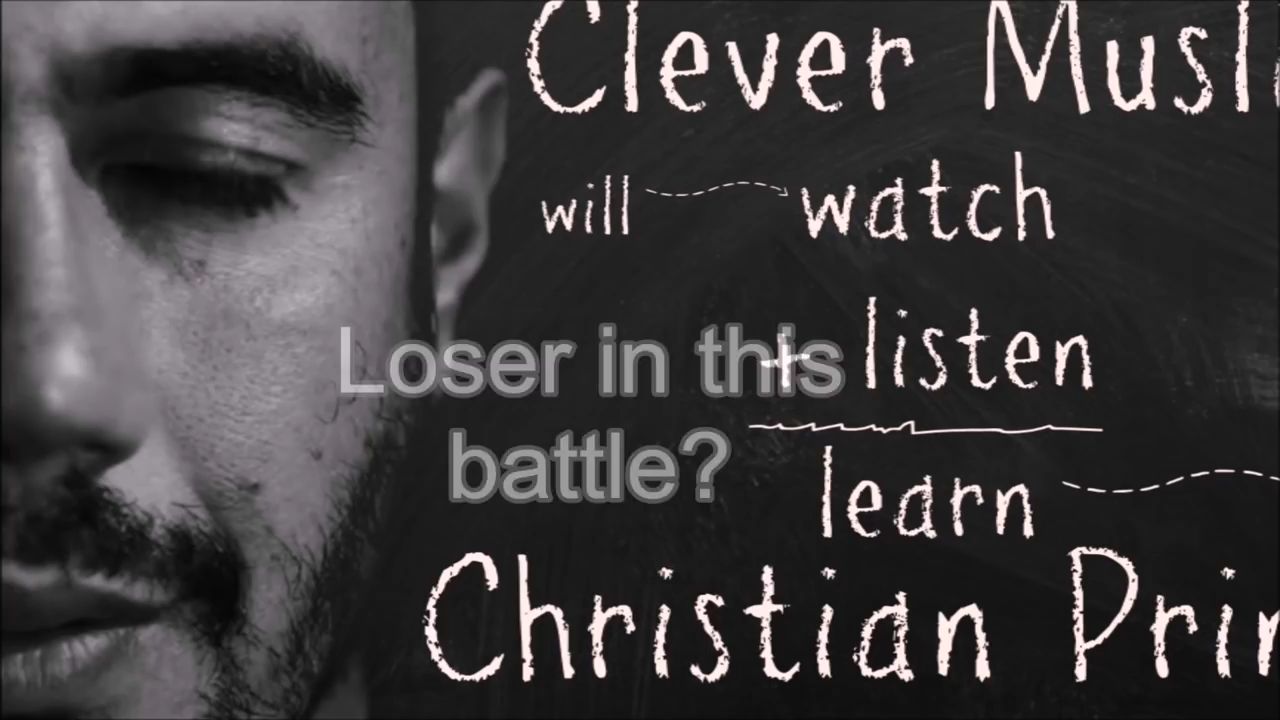 Clever Musl
will watch
+ listen
Loser in this
battle?
learn
Christian Pri